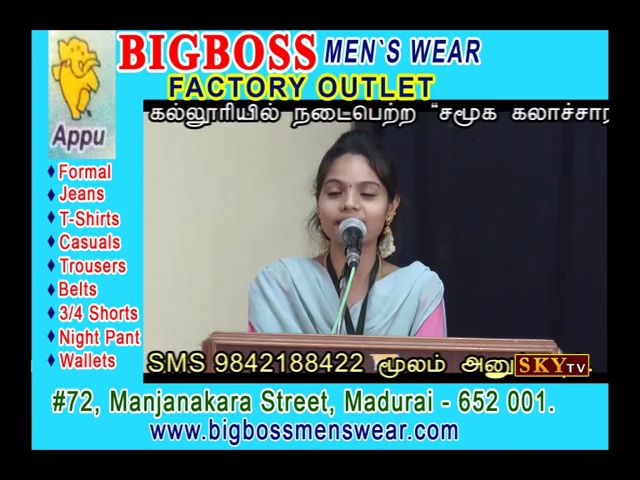 BIGBOSS MEN`S WEAR
FACTORY OUTLET
Appu
கல்லூரியில் நடைபெற்ற "சமூக கலாச்சார
Formal
Jeans
T-Shirts
Casuals
Trousers
Belts
3/4 Shorts
Night Pant
Wallets
SMS 9842188422 மூலம்
SKY TV
#72, Manjanakara Street, Madurai - 652 001.
www.bigbossmenswear.com